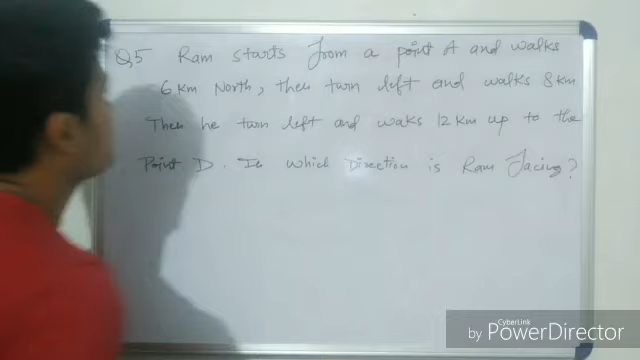 Q,5 Ram starts from a point A and walks
6 km North, then turn left and walks 8 km
Then he turn left and waks 12 km up to the
Point D. In which Direction is Ram facing?
CyberLink
by PowerDirector